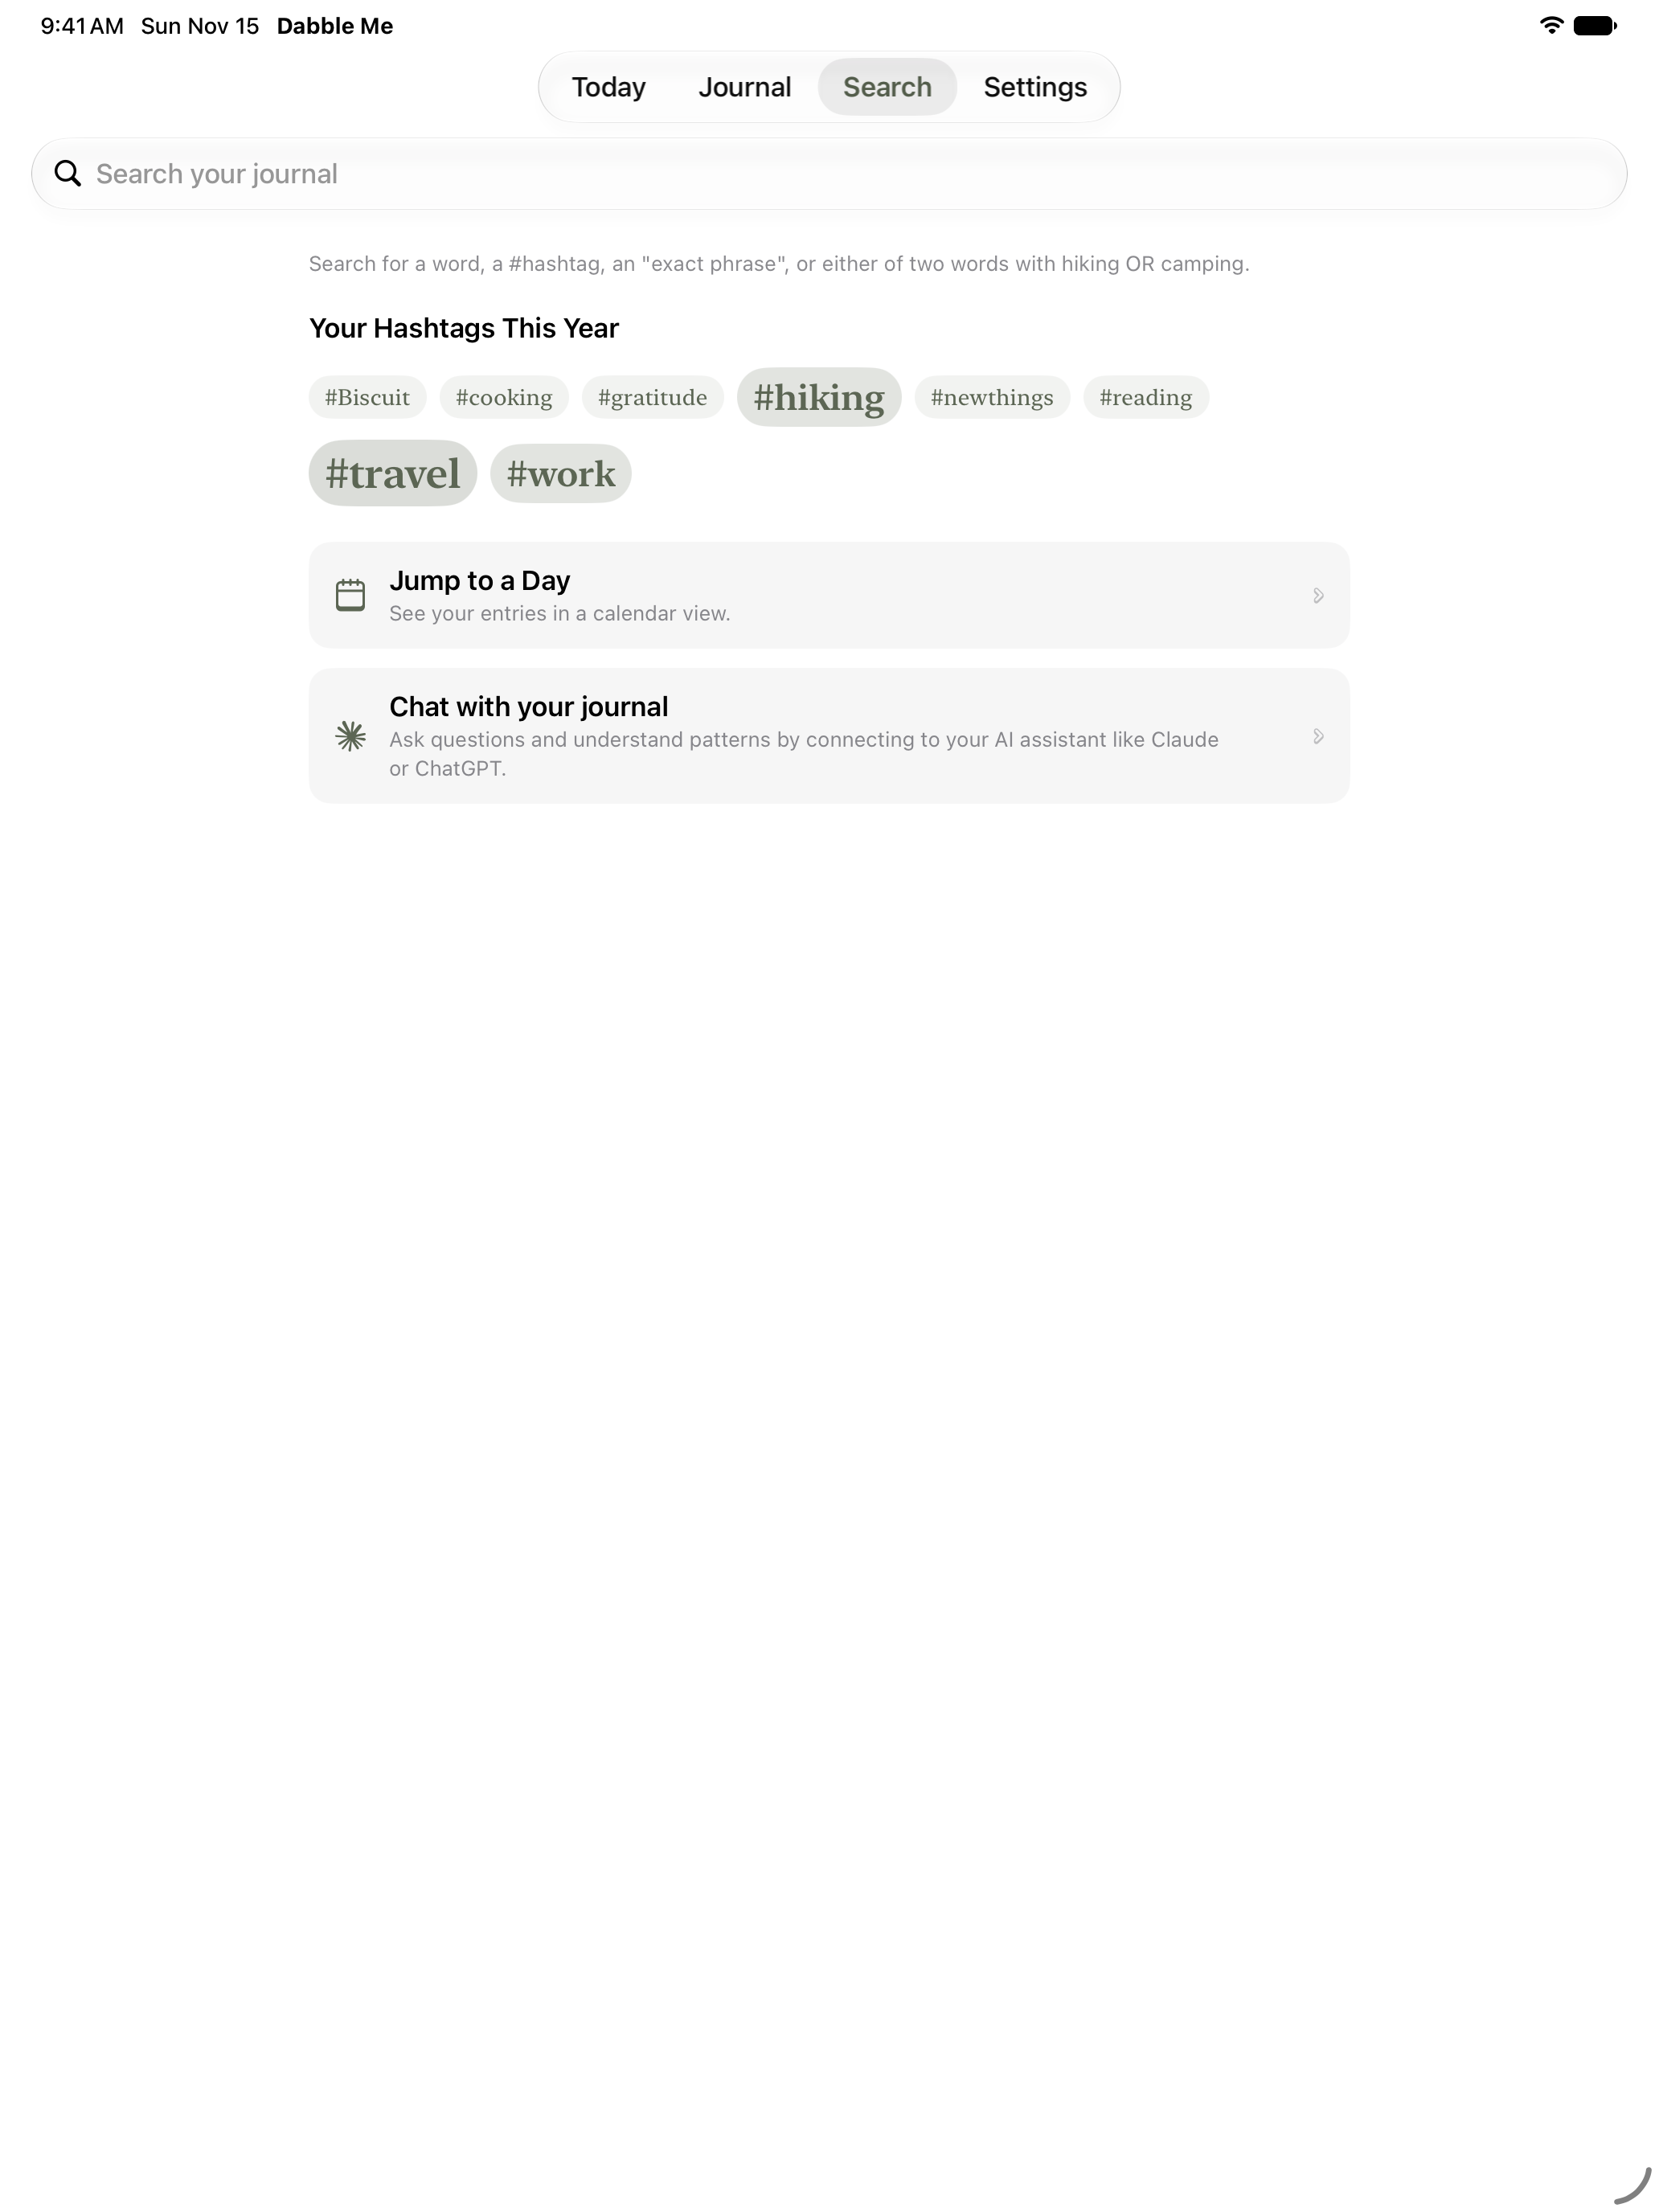 9:41 AM Sun Nov 15 Dabble Me
Today Journal Search Settings
Search your journal
Search for a word, a #hashtag, an "exact phrase", or either of two words with hiking OR camping.
Your Hashtags This Year
#Biscuit #cooking #gratitude #hiking #newthings #reading
#travel #work
Jump to a Day
See your entries in a calendar view.
Chat with your journal
Ask questions and understand patterns by connecting to your AI assistant like Claude
or ChatGPT.